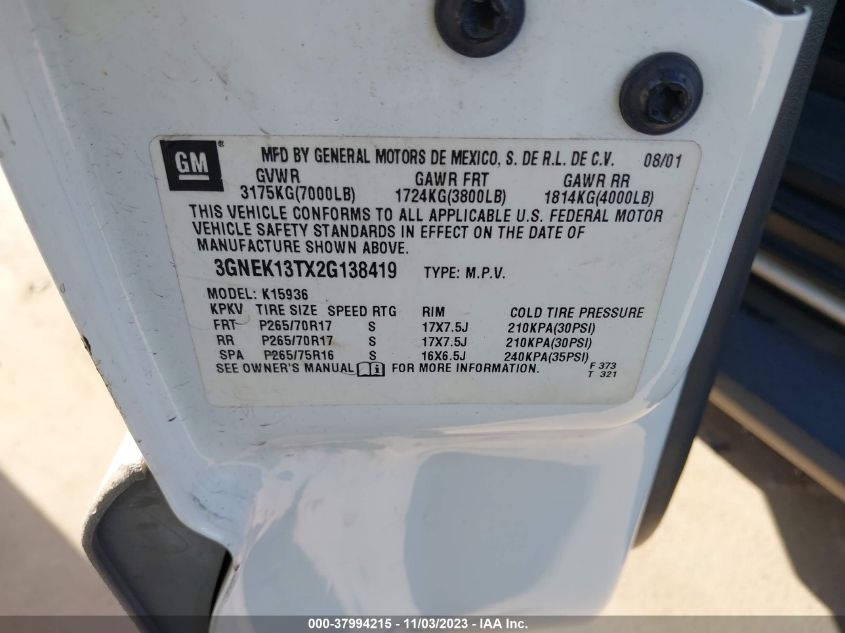 GM
MFD BY GENERAL MOTORS DE MEXICO, S. DE R.L. DE C.V. 08/01
GVWR GAWR FRT GAWR RR
3175KG(7000LB) 1724KG(3800LB) 1814KG(4000LB)
THIS VEHICLE CONFORMS TO ALL APPLICABLE U.S. FEDERAL MOTOR
VEHICLE SAFETY STANDARDS IN EFFECT ON THE DATE OF
MANUFACTURE SHOWN ABOVE.
3GNEK13TX2G138419 TYPE: M.P.V.
MODEL: K15936
KPKV TIRE SIZE SPEED RTG RIM COLD TIRE PRESSURE
FRT P265/70R17 S 17X7.5J 210KPA(30PSI)
RR P265/70R17 S 17X7.5J 210KPA(30PSI)
SPA P265/75R16 S 16X6.5J 240KPA(35PSI)
SEE OWNER'S MANUAL FOR MORE INFORMATION. F 373
T 321
000-37994215 - 11/03/2023 - IAA Inc.